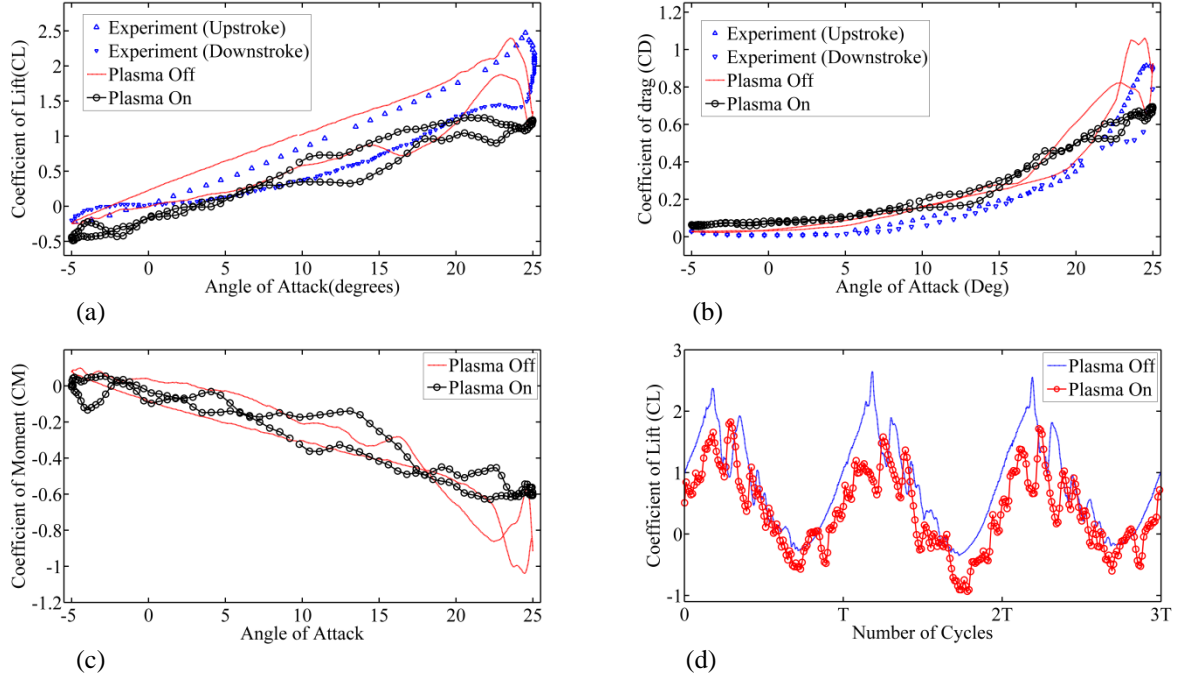 2.5
2
1.5
1
0.5
0
-0.5
Coefficient of Lift(CL)
Experiment (Upstroke)
Experiment (Downstroke)
Plasma Off
Plasma On
-5 0 5 10 15 20 25
Angle of Attack(degrees)
(a)
1.2
1
0.8
0.6
0.4
0.2
0
Coefficient of drag (CD)
Experiment (Upstroke)
Experiment (Downstroke)
Plasma Off
Plasma On
-5 0 5 10 15 20 25
Angle of Attack (Deg)
(b)
0
-0.2
-0.4
-0.6
-0.8
-1
-1.2
Coefficient of Moment (CM)
Plasma Off
Plasma On
-5 0 5 10 15 20 25
Angle of Attack
(c)
3
2
1
0
-1
Coefficient of Lift (CL)
Plasma Off
Plasma On
0 T 2T 3T
Number of Cycles
(d)